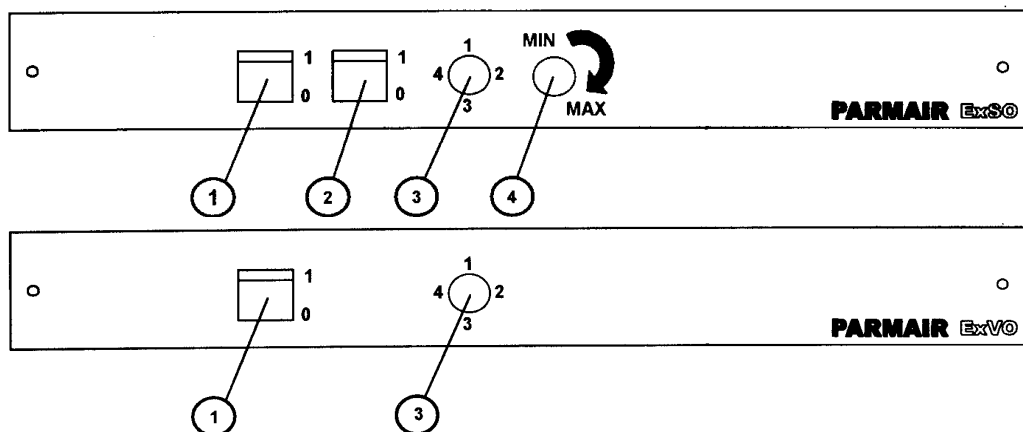 MIN
1 1 1
4 2
0 0 3 MAX
PARMAIR ExSO
1 2 3 4
1 1
4 2
0 3
PARMAIR ExVO
1 3